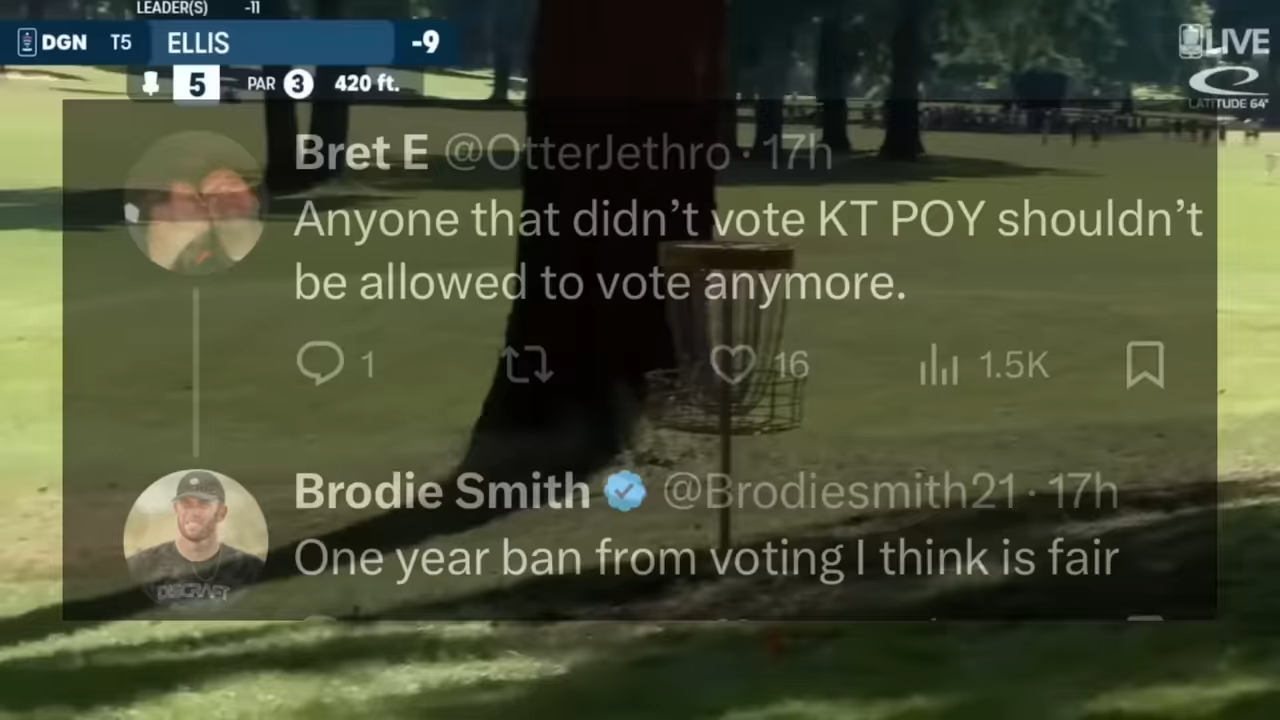 LEADER(S) -11
DGN T5 ELLIS -9
5 PAR 3 420 ft.
LIVE
LATITUDE 64°
Bret E @OtterJethro · 17h
Anyone that didn't vote KT POY shouldn't
be allowed to vote anymore.
1 16 1.5K
Brodie Smith @Brodiesmith21 · 17h
One year ban from voting I think is fair
DISCRAFT